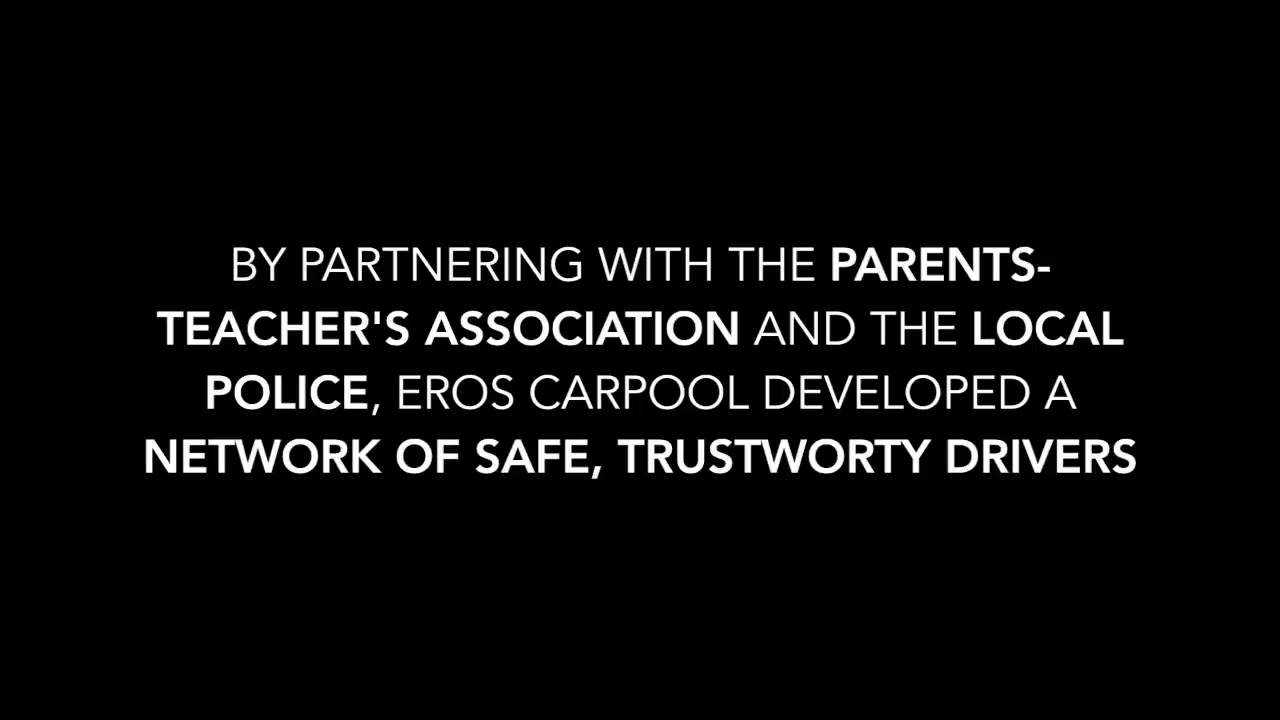 BY PARTNERING WITH THE PARENTS-
TEACHER'S ASSOCIATION AND THE LOCAL
POLICE, EROS CARPOOL DEVELOPED A
NETWORK OF SAFE, TRUSTWORTY DRIVERS